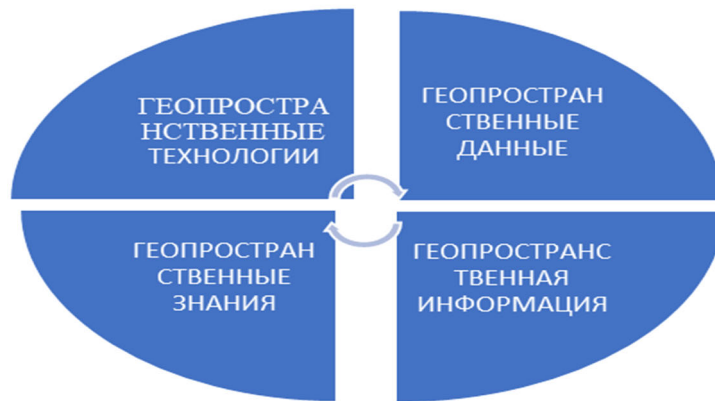 ГЕОПРОСТРА
НСТВЕННЫЕ
ТЕХНОЛОГИИ
ГЕОПРОСТРАН
СТВЕННЫЕ
ДАННЫЕ
ГЕОПРОСТРАН
СТВЕННЫЕ
ЗНАНИЯ
ГЕОПРОСТРАНС
ТВЕННАЯ
ИНФОРМАЦИЯ